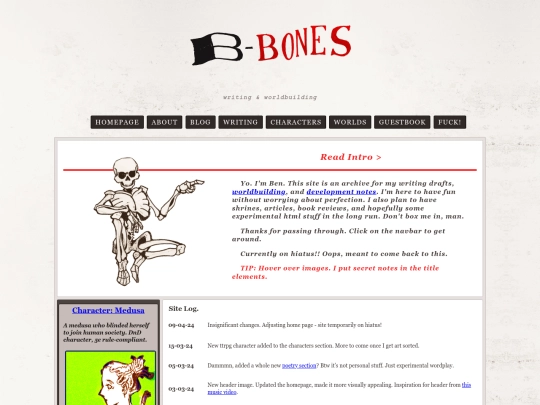 B-BONES
writing & worldbuilding
HOMEPAGE ABOUT BLOG WRITING CHARACTERS WORLDS GUESTBOOK FUCK!
Read Intro >
Yo. I'm Ben. This site is an archive for my writing drafts,
worldbuilding, and development notes. I'm here to have fun
without worrying about perfection. I also plan to have
shrines, articles, book reviews, and hopefully some
experimental html stuff in the long run. Don't box me in, man.
Thanks for passing through. Click on the navbar to get
around.
Currently on hiatus!! Oops, meant to come back to this.
TIP: Hover over images. I put secret notes in the title
elements.
Character: Medusa
A medusa who blinded herself
to join human society. DnD
character, 5e rule-compliant.
Site Log.
09-04-24 Insignificant changes. Adjusting home page - site temporarily on hiatus!
15-03-24 New ttrpg character added to the characters section. More to come once I get art sorted.
05-03-24 Dammmn, added a whole new poetry section? Btw it's not personal stuff. Just experimental wordplay.
03-03-24 New header image. Updated the homepage, made it more visually appealing. Inspiration for header from this
music video.